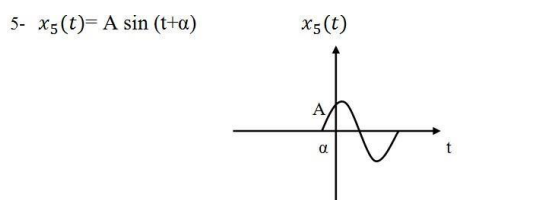 5- x₅(t)= A sin (t+α)
x₅(t)
A
α
t